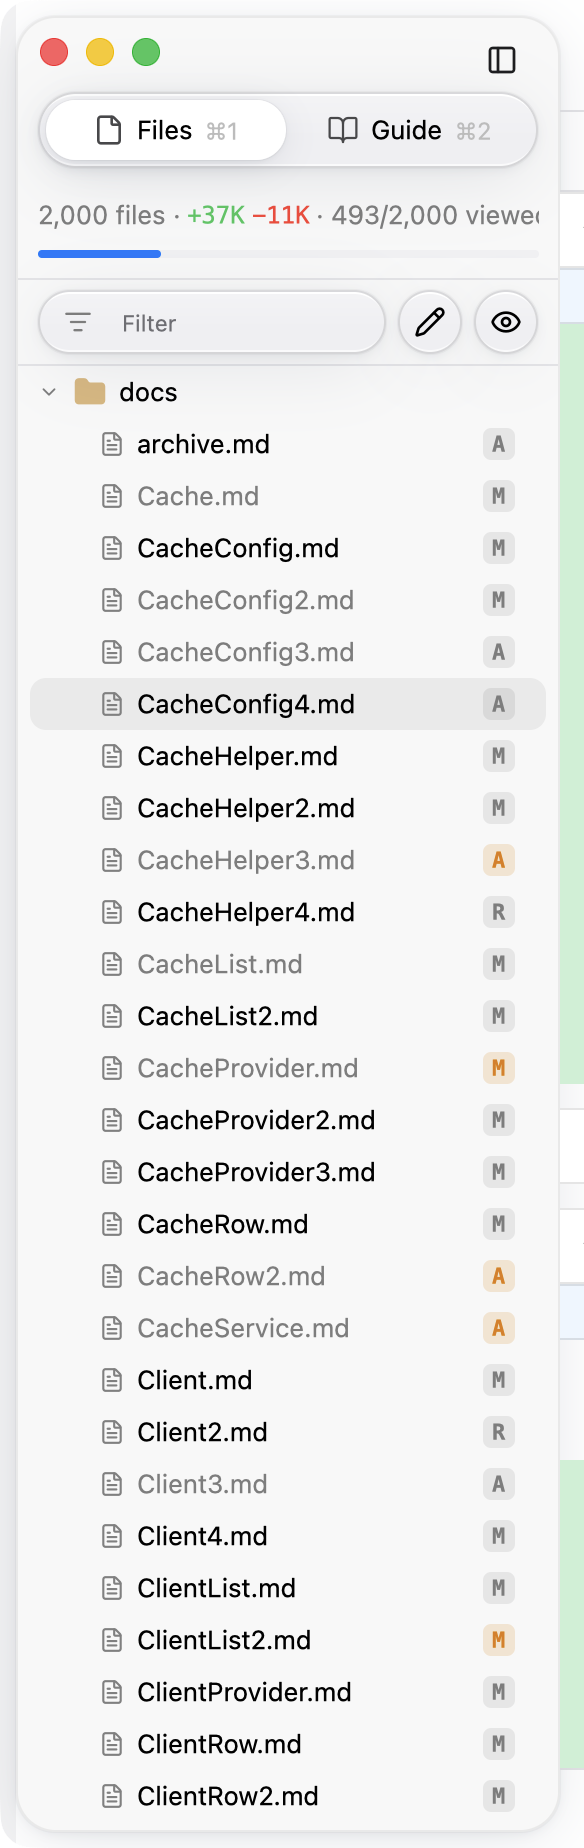 Files ⌘1 Guide ⌘2
2,000 files · +37K −11K · 493/2,000 viewed
Filter
docs
archive.md A
Cache.md M
CacheConfig.md M
CacheConfig2.md M
CacheConfig3.md A
CacheConfig4.md A
CacheHelper.md M
CacheHelper2.md M
CacheHelper3.md A
CacheHelper4.md R
CacheList.md M
CacheList2.md M
CacheProvider.md M
CacheProvider2.md M
CacheProvider3.md M
CacheRow.md M
CacheRow2.md A
CacheService.md A
Client.md M
Client2.md R
Client3.md A
Client4.md M
ClientList.md M
ClientList2.md M
ClientProvider.md M
ClientRow.md M
ClientRow2.md M